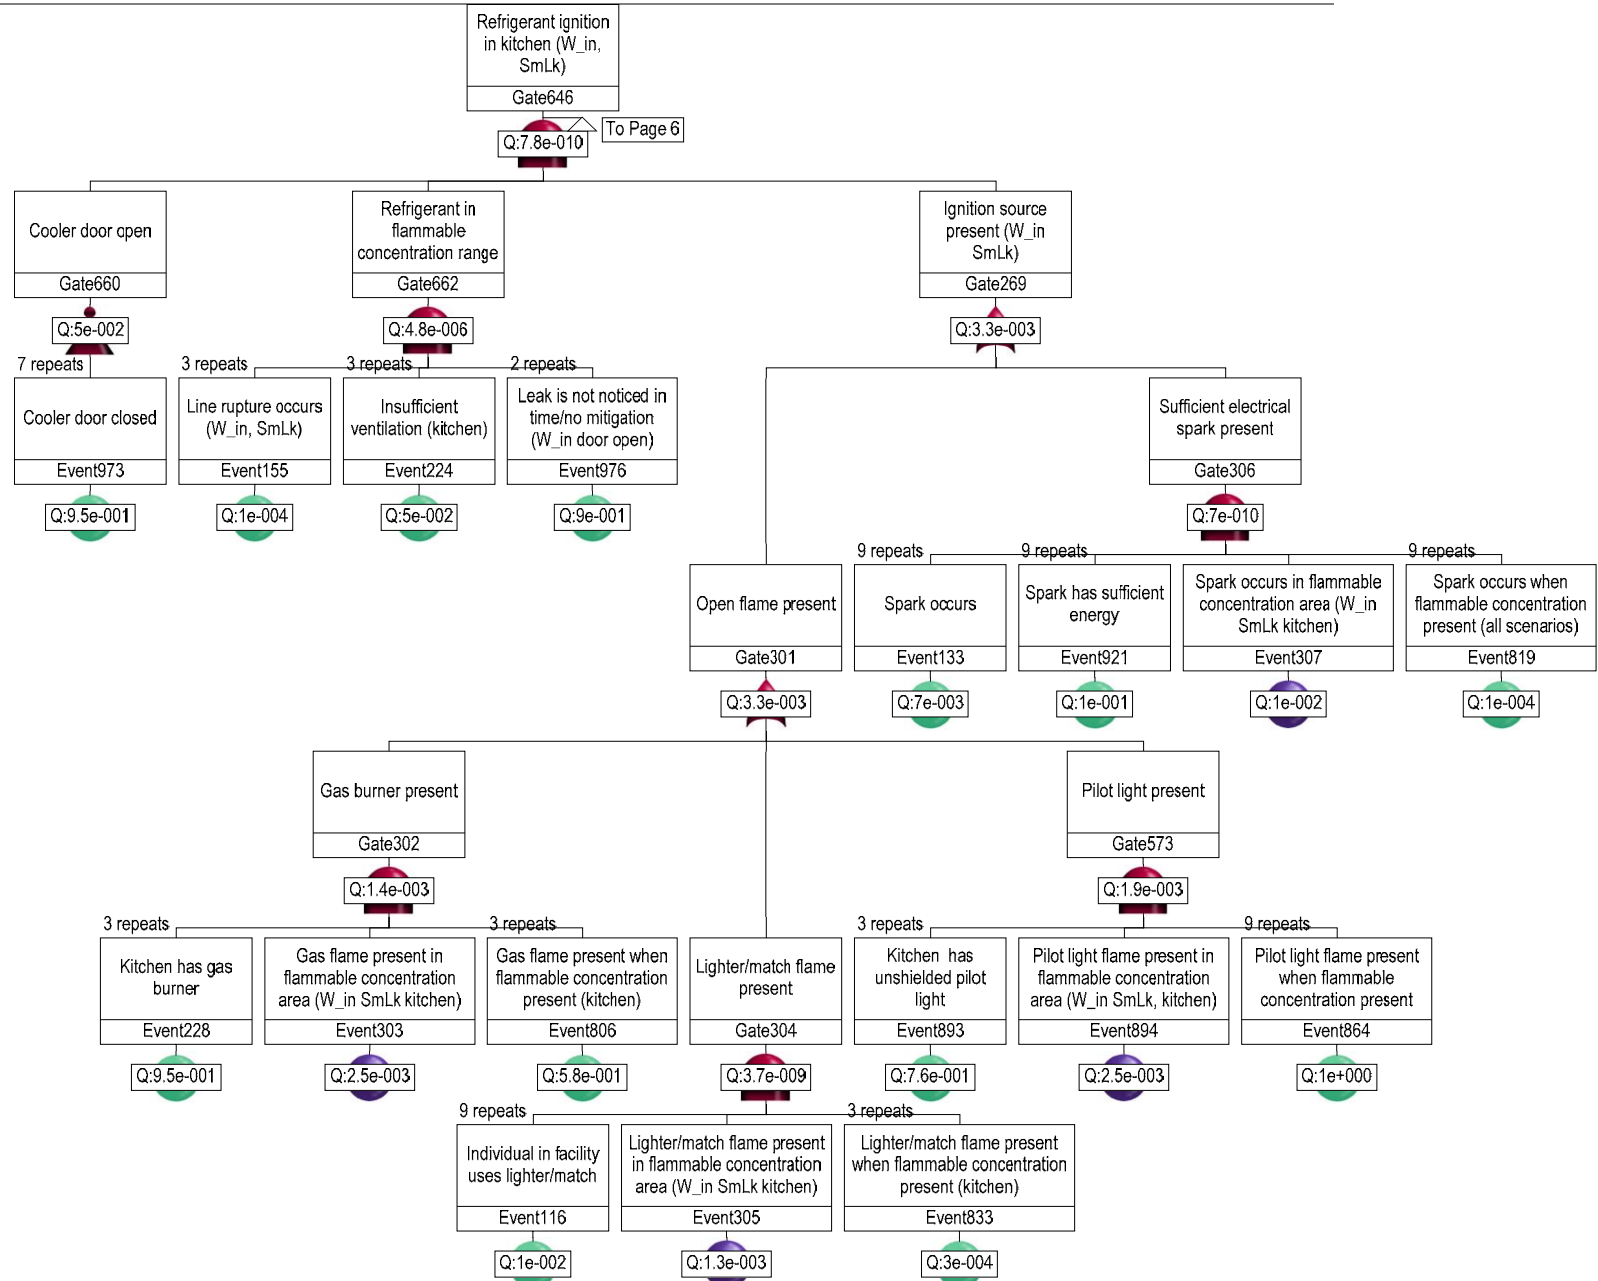 Refrigerant ignition
in kitchen (W_in,
SmLk)
Gate646
To Page 6
Q:7.8e-010
Cooler door open
Gate660
Q:5e-002
Refrigerant in
flammable
concentration range
Gate662
Q:4.8e-006
Ignition source
present (W_in
SmLk)
Gate269
Q:3.3e-003
7 repeats
Cooler door closed
Event973
Q:9.5e-001
3 repeats
Line rupture occurs
(W_in, SmLk)
Event155
Q:1e-004
3 repeats
Insufficient
ventilation (kitchen)
Event224
Q:5e-002
2 repeats
Leak is not noticed in
time/no mitigation
(W_in door open)
Event976
Q:9e-001
Sufficient electrical
spark present
Gate306
Q:7e-010
Open flame present
Gate301
Q:3.3e-003
9 repeats
Spark occurs
Event133
Q:7e-003
9 repeats
Spark has sufficient
energy
Event921
Q:1e-001
Spark occurs in flammable
concentration area (W_in
SmLk kitchen)
Event307
Q:1e-002
9 repeats
Spark occurs when
flammable concentration
present (all scenarios)
Event819
Q:1e-004
Gas burner present
Gate302
Q:1.4e-003
Pilot light present
Gate573
Q:1.9e-003
3 repeats
Kitchen has gas
burner
Event228
Q:9.5e-001
Gas flame present in
flammable concentration
area (W_in SmLk kitchen)
Event303
Q:2.5e-003
3 repeats
Gas flame present when
flammable concentration
present (kitchen)
Event806
Q:5.8e-001
Lighter/match flame
present
Gate304
Q:3.7e-009
3 repeats
Kitchen has
unshielded pilot
light
Event893
Q:7.6e-001
Pilot light flame present in
flammable concentration
area (W_in SmLk, kitchen)
Event894
Q:2.5e-003
9 repeats
Pilot light flame present
when flammable
concentration present
Event864
Q:1e+000
9 repeats
Individual in facility
uses lighter/match
Event116
Q:1e-002
Lighter/match flame present
in flammable concentration
area (W_in SmLk kitchen)
Event305
Q:1.3e-003
3 repeats
Lighter/match flame present
when flammable concentration
present (kitchen)
Event833
Q:3e-004